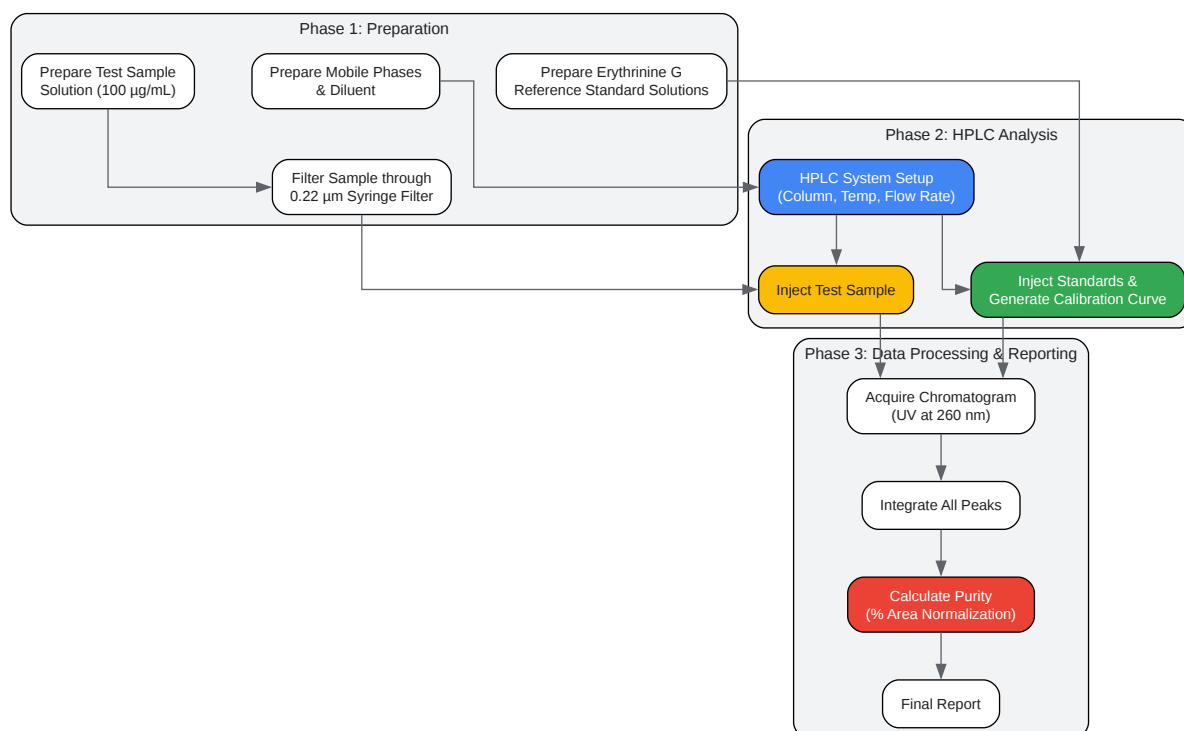 Phase 1: Preparation
Prepare Test Sample
Solution (100 µg/mL)
Prepare Mobile Phases
& Diluent
Prepare Erythrinine G
Reference Standard Solutions
Filter Sample through
0.22 µm Syringe Filter
Phase 2: HPLC Analysis
HPLC System Setup
(Column, Temp, Flow Rate)
Inject Test Sample
Inject Standards &
Generate Calibration Curve
Phase 3: Data Processing & Reporting
Acquire Chromatogram
(UV at 260 nm)
Integrate All Peaks
Calculate Purity
(% Area Normalization)
Final Report